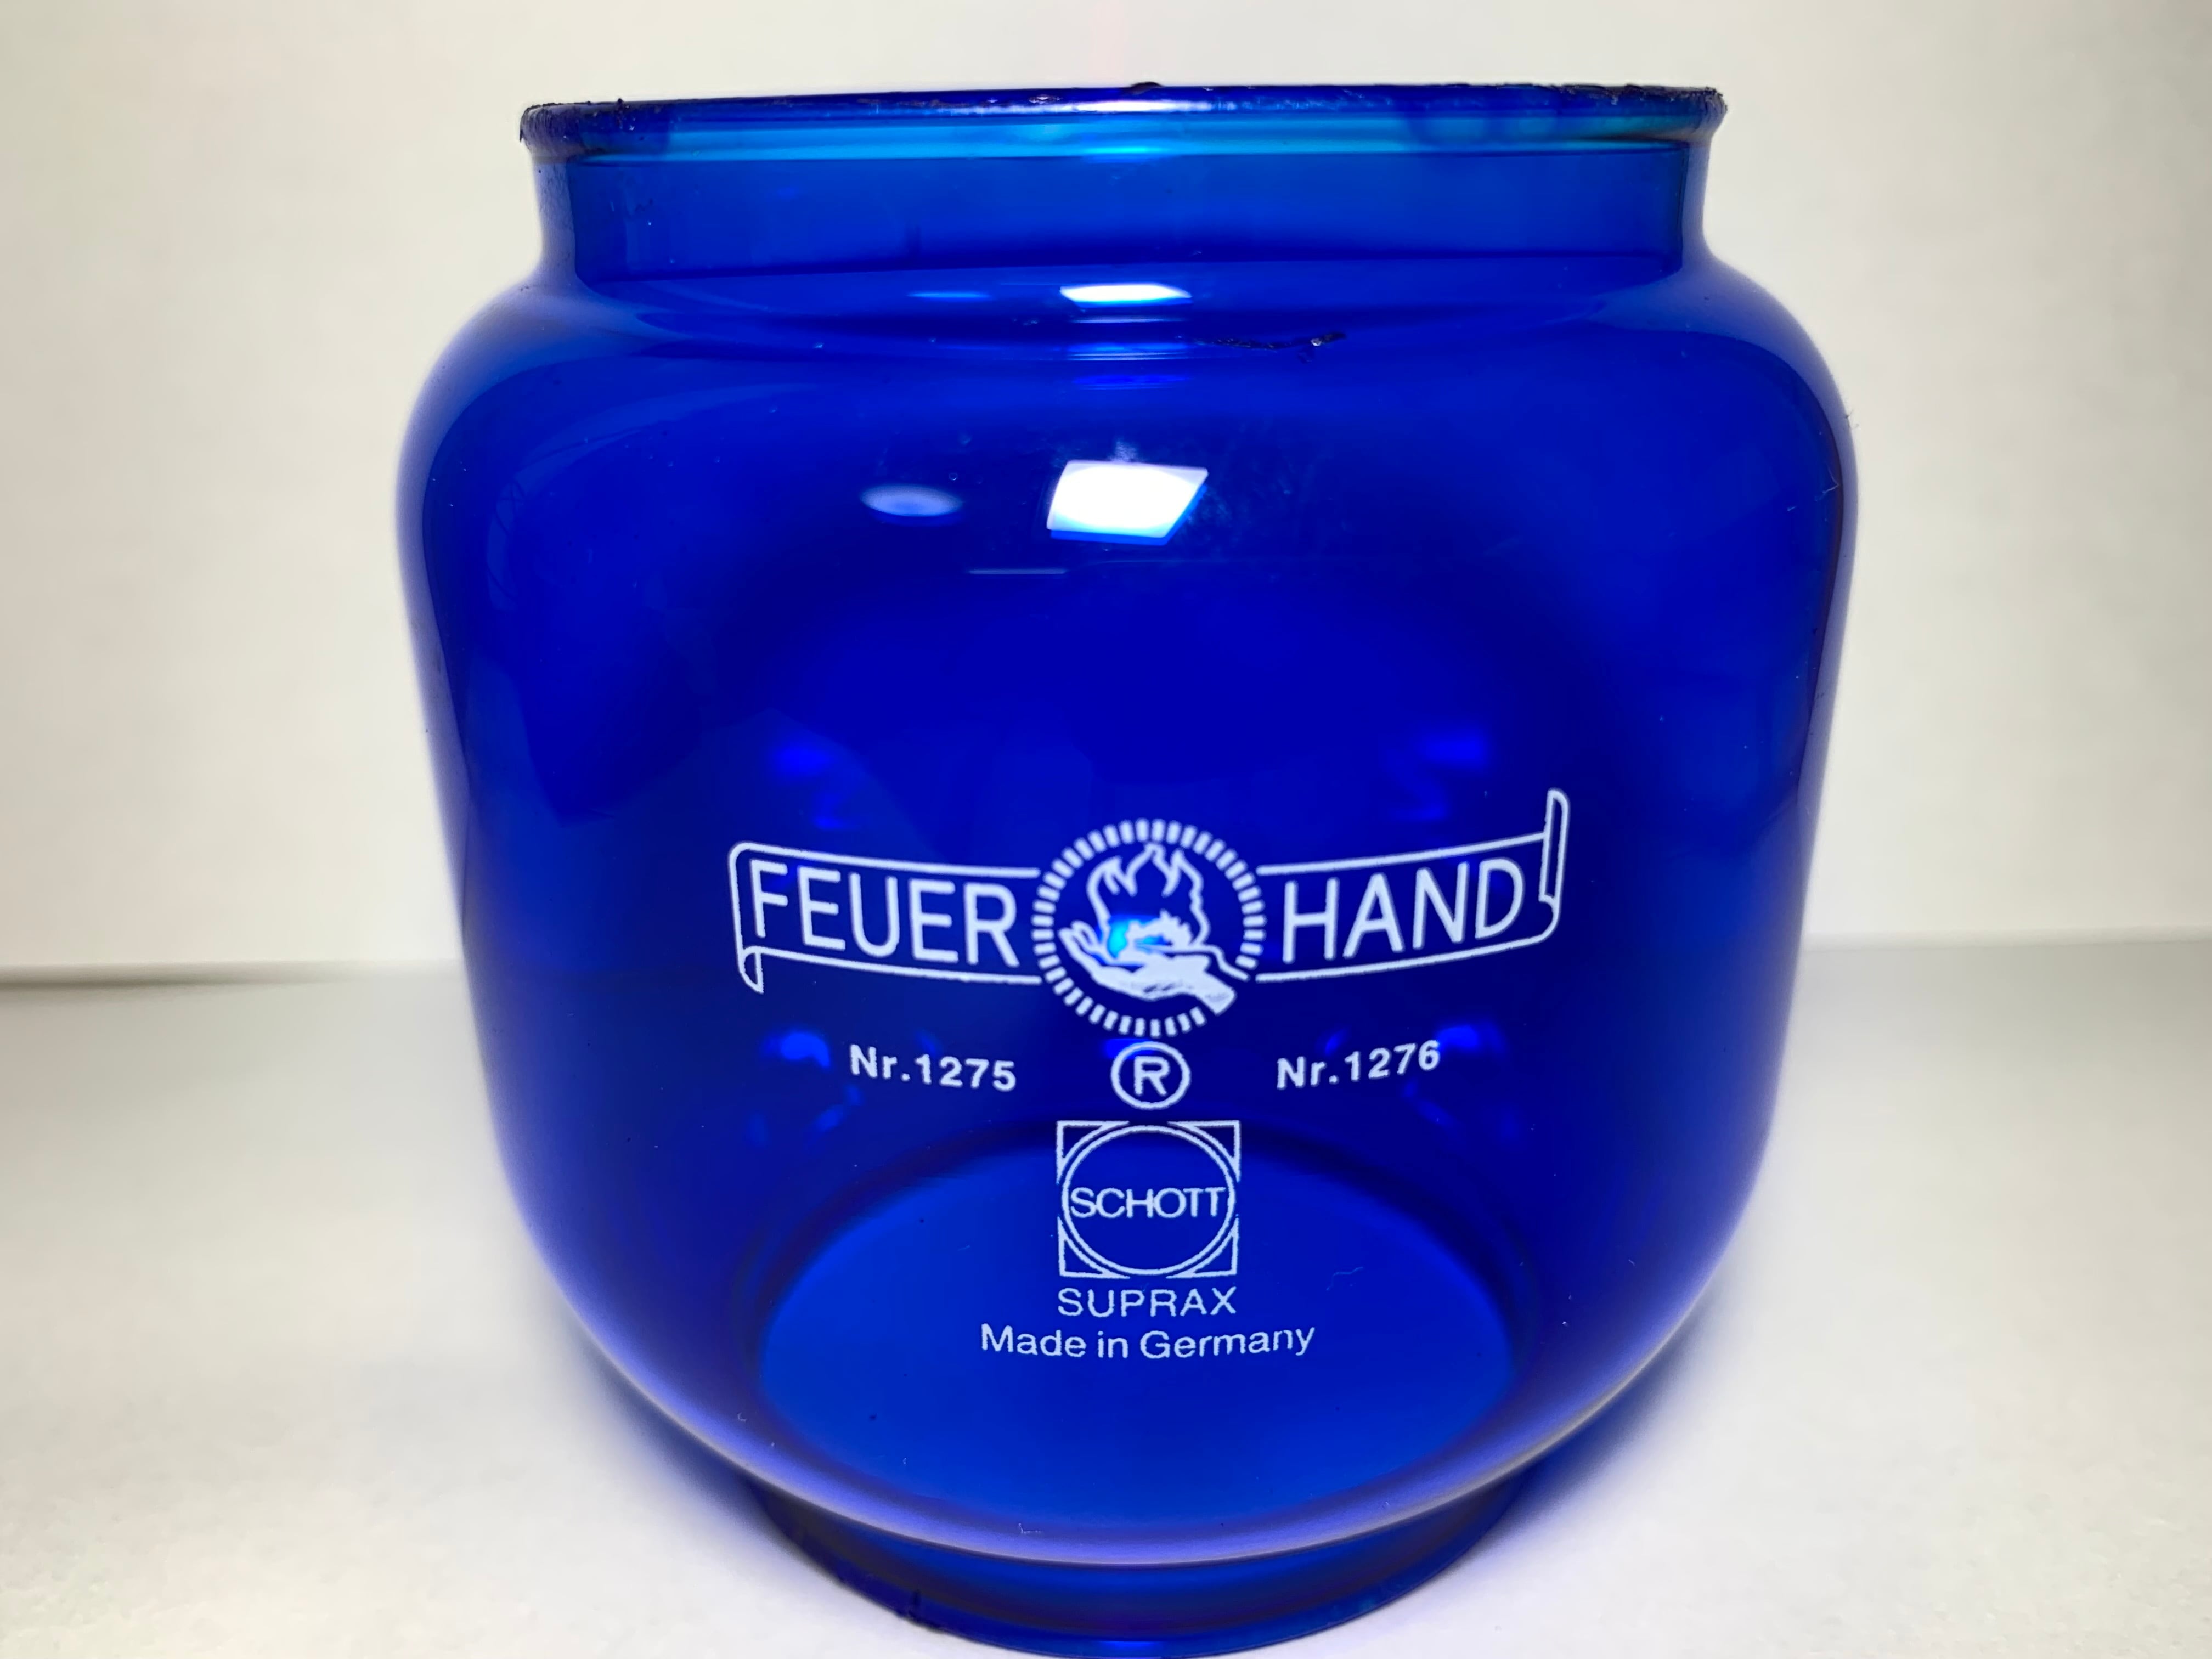 FEUER HAND
Nr.1275 ® Nr.1276
SCHOTT
SUPRAX
Made in Germany